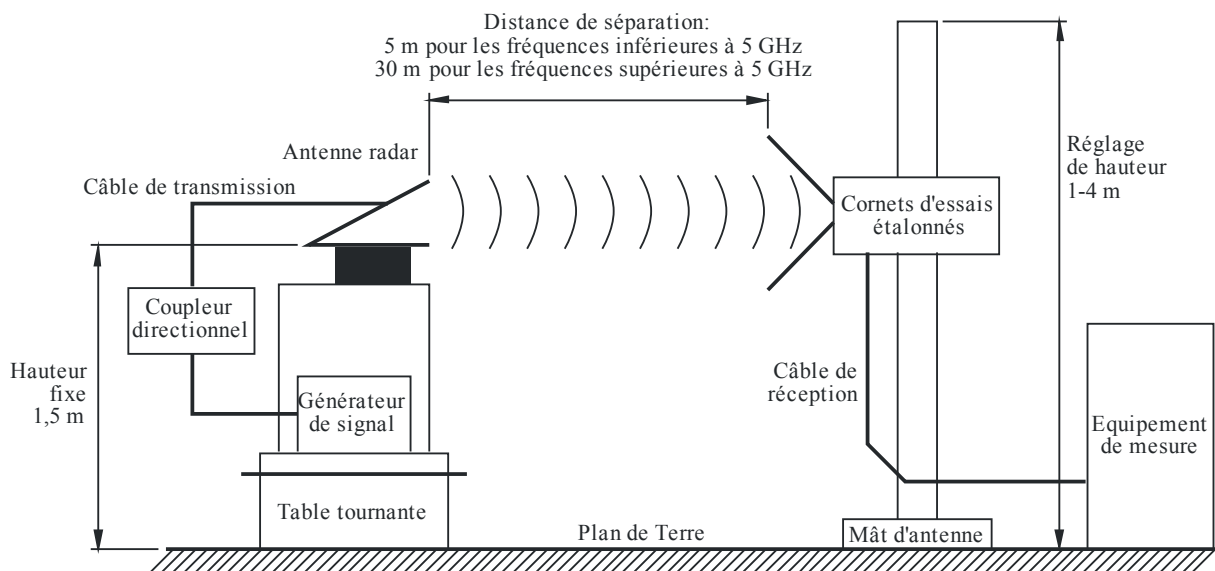 Distance de séparation:
5 m pour les fréquences inférieures à 5 GHz
30 m pour les fréquences supérieures à 5 GHz
Antenne radar
Câble de transmission
Réglage
de hauteur
1-4 m
Cornets d'essais
étalonnés
Coupleur
directionnel
Hauteur
fixe
1,5 m
Générateur
de signal
Câble de
réception
Equipement
de mesure
Table tournante
Plan de Terre
Mât d'antenne